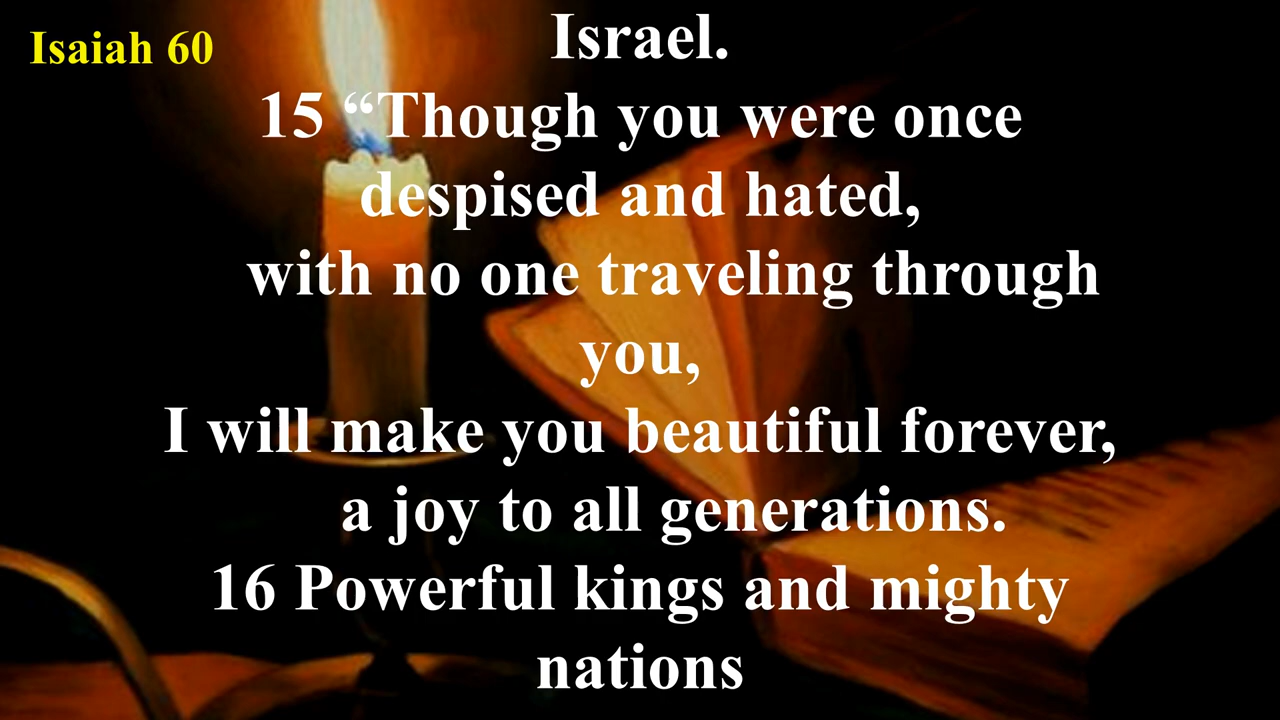 Isaiah 60
Israel.
15 “Though you were once
despised and hated,
with no one traveling through
you,
I will make you beautiful forever,
a joy to all generations.
16 Powerful kings and mighty
nations